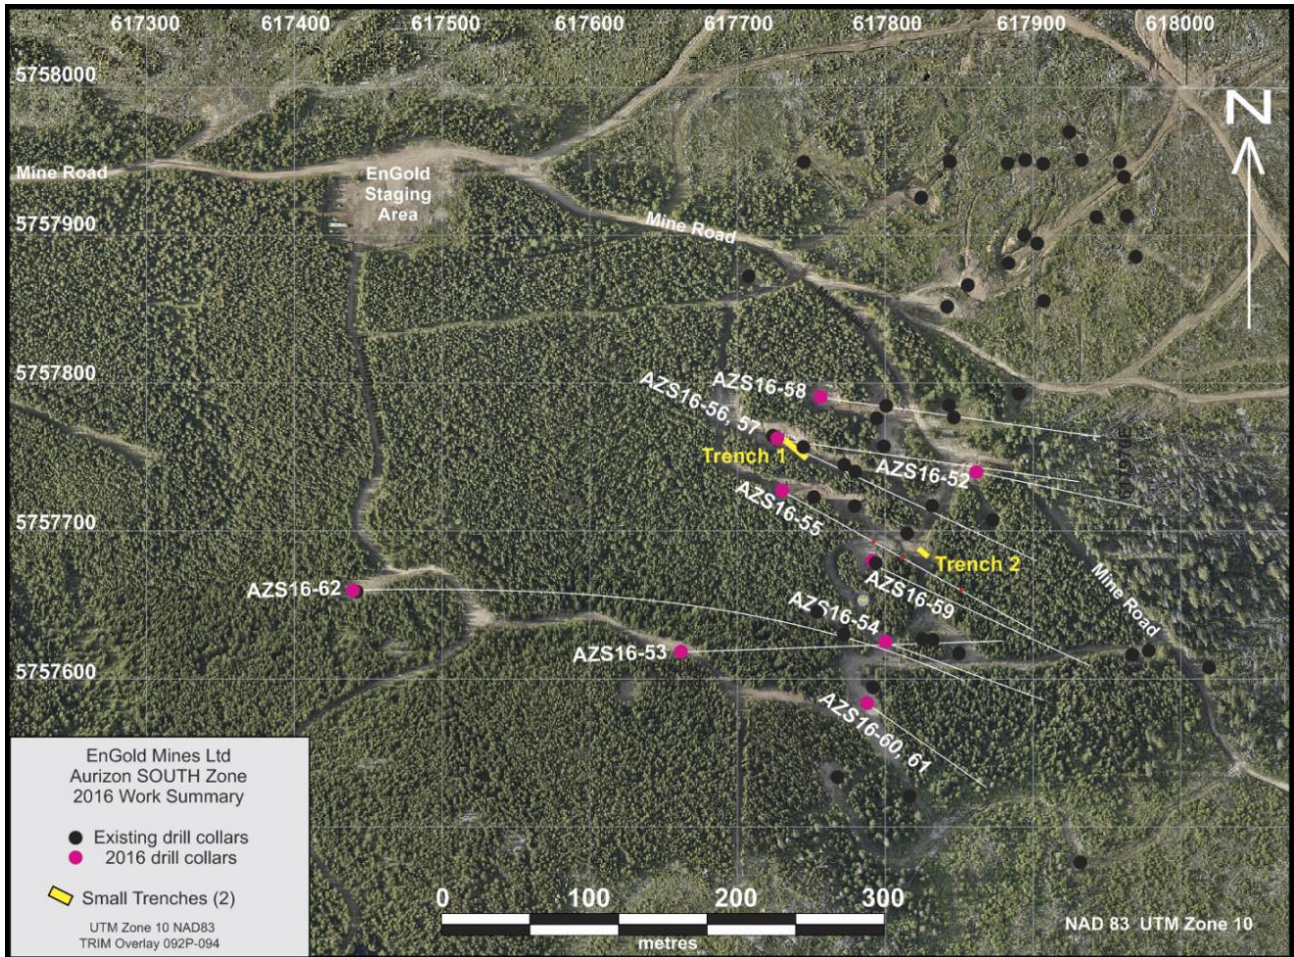 617300 617400 617500 617600 617700 617800 617900 618000
5758000
N
Mine Road
EnGold
Staging
Area
5757900
Mine Road
5757800
AZS16-58
AZS16-56, 57
Trench 1
AZS16-52
AZS16-55
5757700
Trench 2
AZS16-62
AZS16-59
Mine Road
AZS16-54
AZS16-53
5757600
AZS16-60, 61
EnGold Mines Ltd
Aurizon SOUTH Zone
2016 Work Summary
Existing drill collars
2016 drill collars
Small Trenches (2)
UTM Zone 10 NAD83
TRIM Overlay 092P-094
0 100 200 300
metres
NAD 83 UTM Zone 10